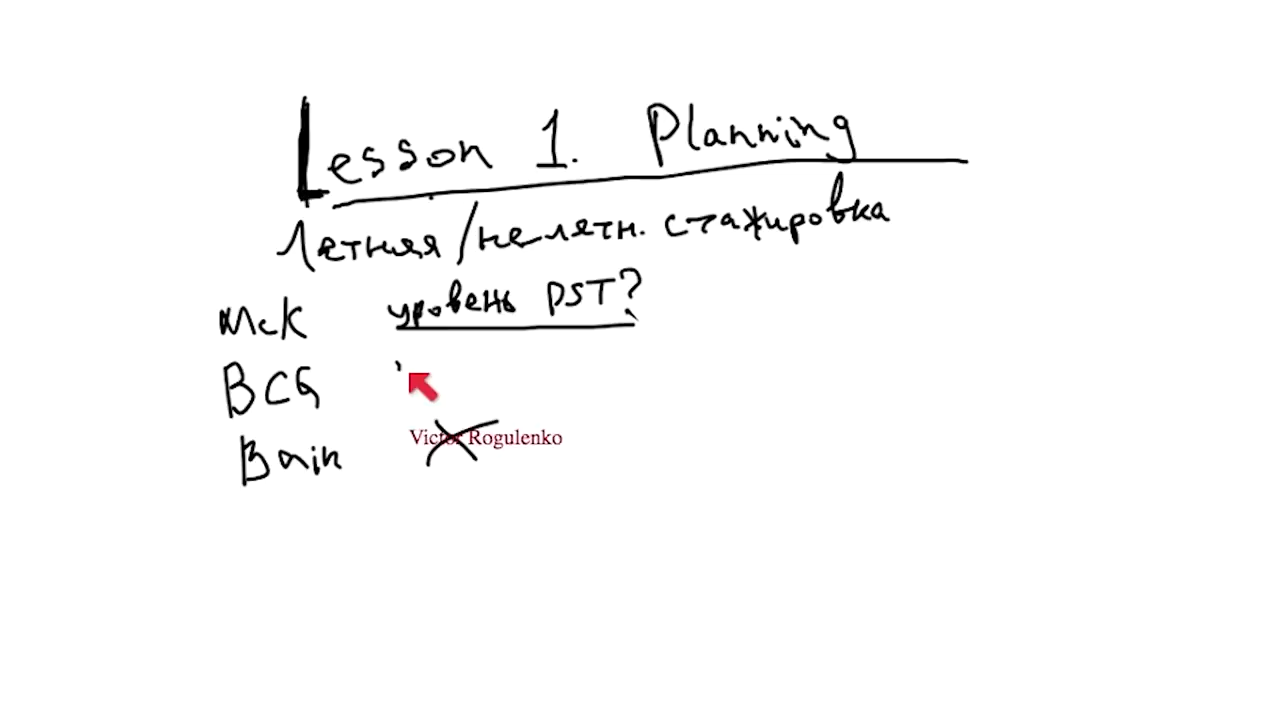 Lesson 1. Planning
Летняя/нелетн. стажировка
McK уровень PST?
BCG
Victor Rogulenko
Bain